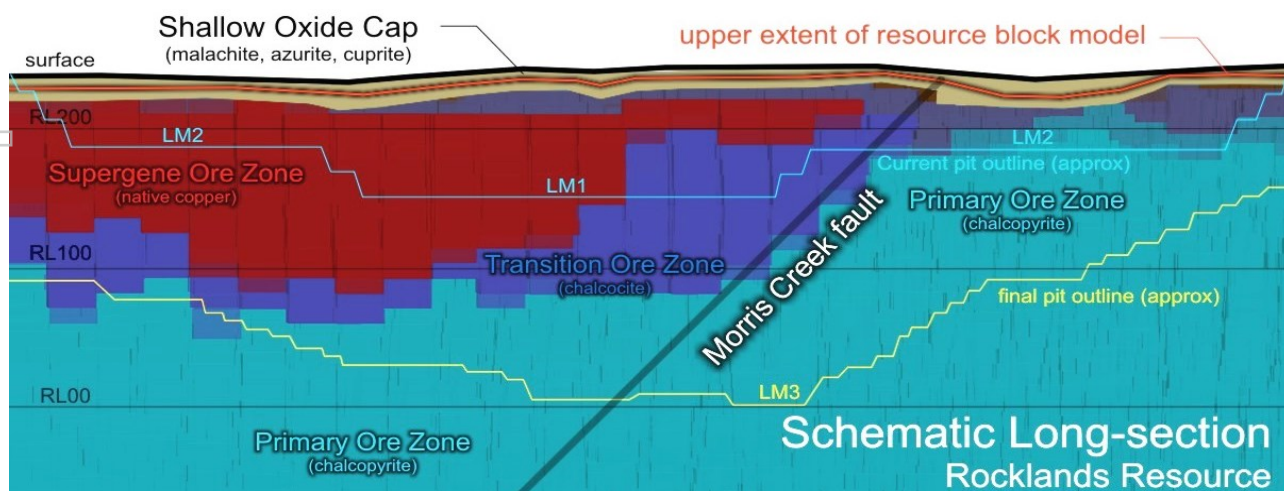 Shallow Oxide Cap
(malachite, azurite, cuprite)
upper extent of resource block model
surface
RL200
LM2
LM2
Current pit outline (approx)
Supergene Ore Zone
(native copper)
LM1
Primary Ore Zone
(chalcopyrite)
Morris Creek fault
RL100
Transition Ore Zone
(chalcocite)
final pit outline (approx)
RL00
LM3
Primary Ore Zone
(chalcopyrite)
Schematic Long-section
Rocklands Resource